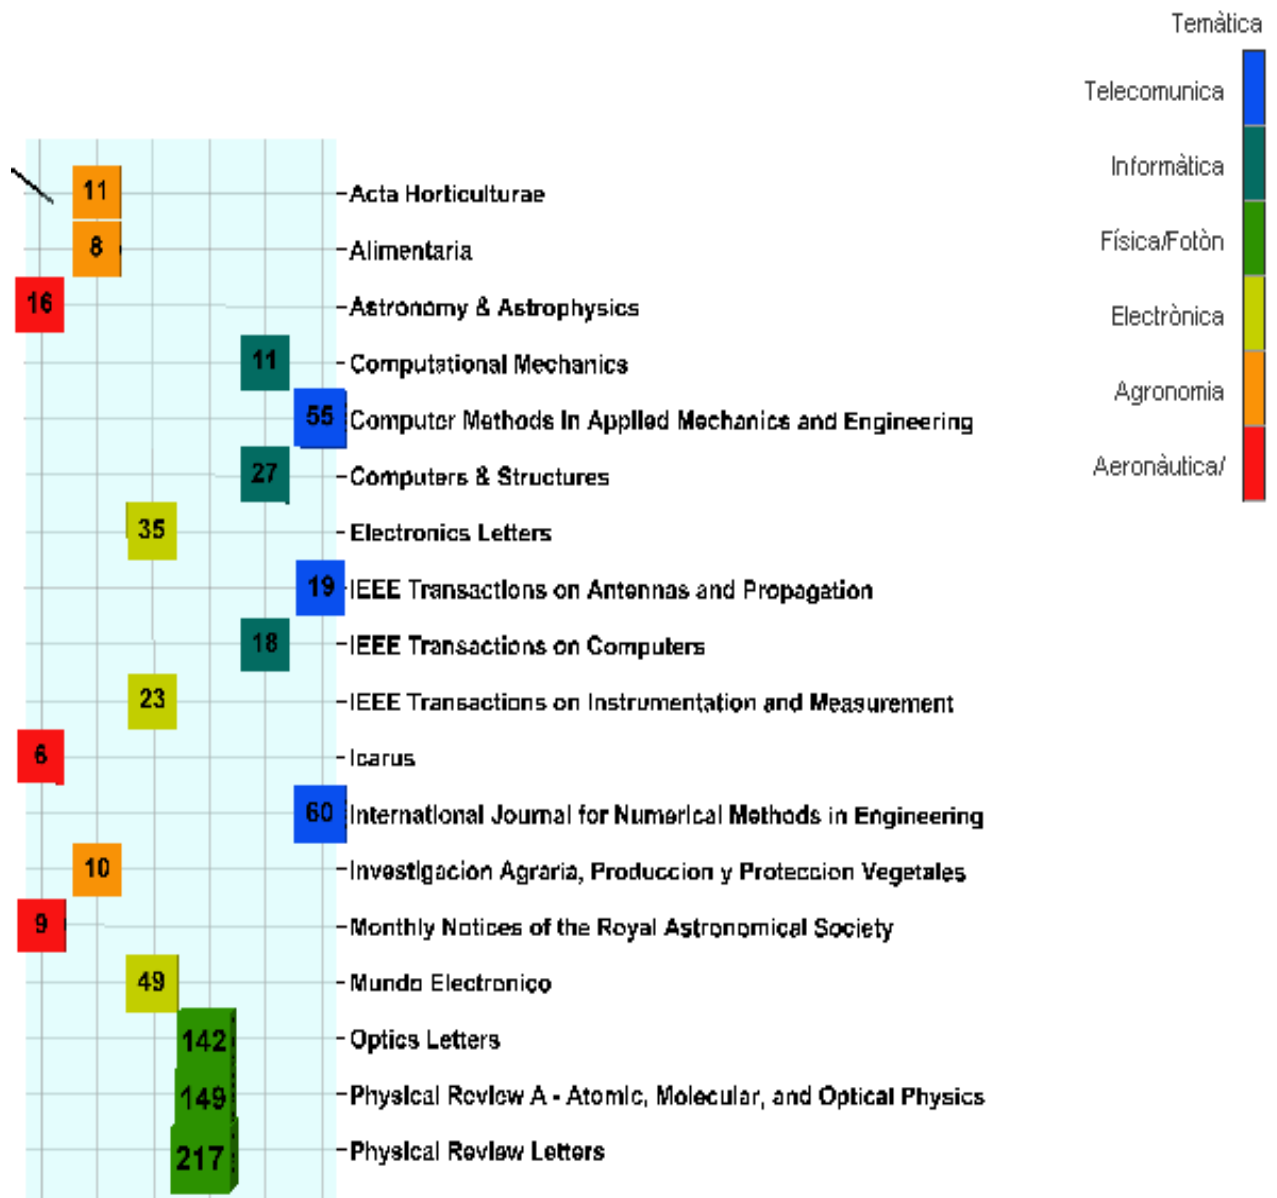 Temàtica
Telecomunica
Informàtica
Física/Fotòn
Electrònica
Agronomia
Aeronàutica/
11 Acta Horticulturae
8 Alimentaria
16 Astronomy & Astrophysics
11 Computational Mechanics
55 Computer Methods In Applied Mechanics and Engineering
27 Computers & Structures
35 Electronics Letters
19 IEEE Transactions on Antennas and Propagation
18 IEEE Transactions on Computers
23 IEEE Transactions on Instrumentation and Measurement
6 Icarus
60 International Journal for Numerical Methods in Engineering
10 Investigacion Agraria, Produccion y Proteccion Vegetales
9 Monthly Notices of the Royal Astronomical Society
49 Mundo Electronico
142 Optics Letters
149 Physical Review A - Atomic, Molecular, and Optical Physics
217 Physical Review Letters